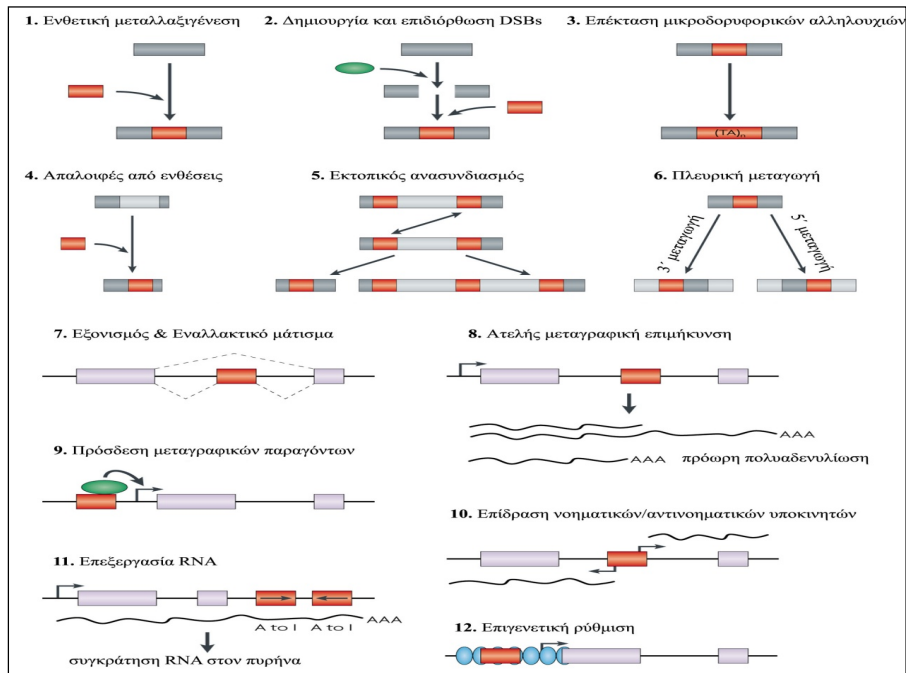 1. Ενθετική μεταλλαξιγένεση
2. Δημιουργία και επιδιόρθωση DSBs
3. Επέκταση μικροδορυφορικών αλληλουχιών
(TA)n
4. Απαλοιφές από ενθέσεις
5. Εκτοπικός ανασυνδιασμός
6. Πλευρική μεταγωγή
3΄ μεταγωγή
5΄ μεταγωγή
7. Εξονισμός & Εναλλακτικό μάτισμα
8. Ατελής μεταγραφική επιμήκυνση
AAA
AAA
πρόωρη πολυαδενυλίωση
9. Πρόσδεση μεταγραφικών παραγόντων
10. Επίδραση νοηματικών/αντινοηματικών υποκινητών
11. Επεξεργασία RNA
AAA
A to I
A to I
συγκράτηση RNA στον πυρήνα
12. Επιγενετική ρύθμιση